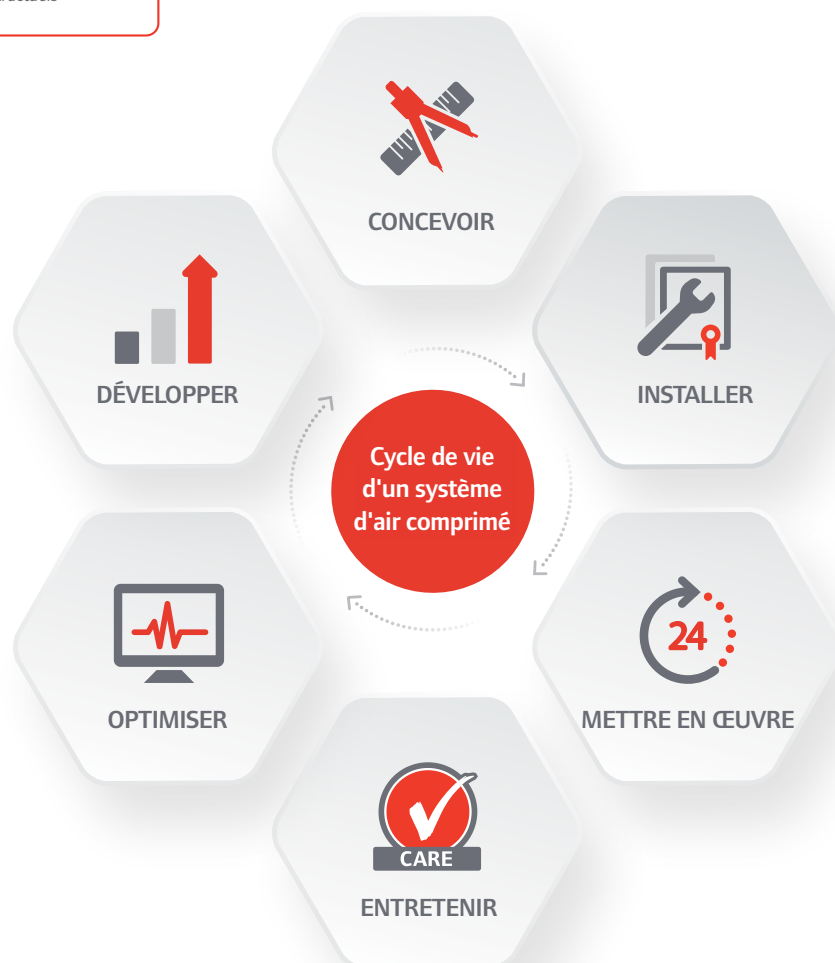 CONCEVOIR
INSTALLER
METTRE EN ŒUVRE
24
ENTRETENIR
CARE
OPTIMISER
DÉVELOPPER
Cycle de vie
d'un système
d'air comprimé